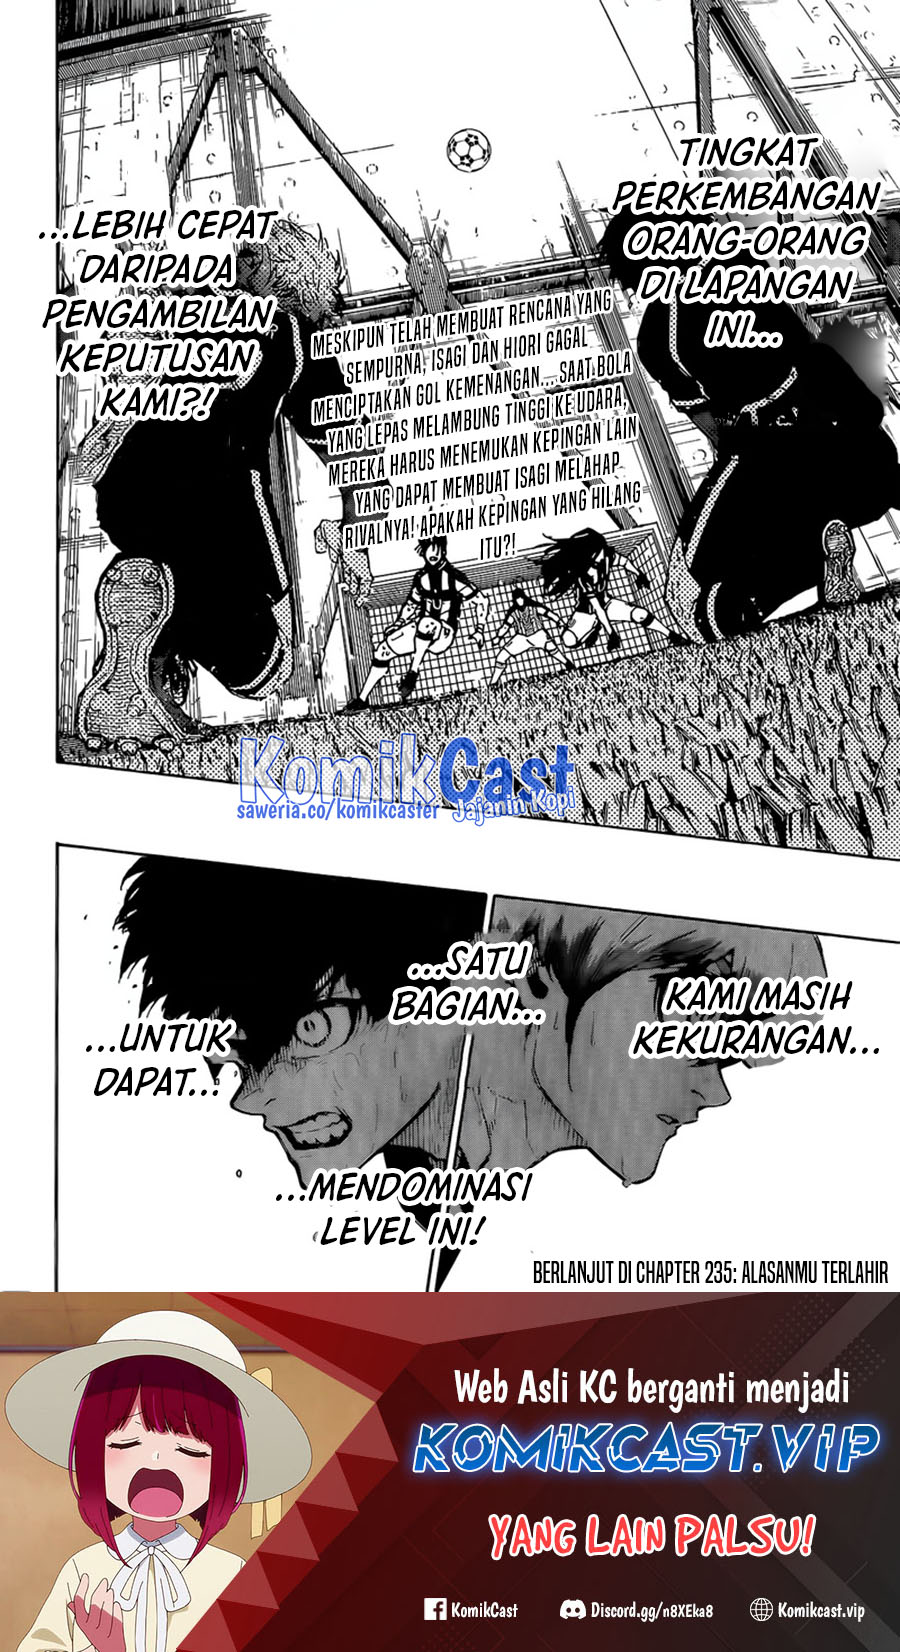 TINGKAT
PERKEMBANGAN
ORANG-ORANG
DI LAPANGAN
INI...
...LEBIH CEPAT
DARIPADA
PENGAMBILAN
KEPUTUSAN
KAMI?!
MESKIPUN TELAH MEMBUAT RENCANA YANG
SEMPURNA, ISAGI DAN HIORI GAGAL
MENCIPTAKAN GOL KEMENANGAN... SAAT BOLA
YANG LEPAS MELAMBUNG TINGGI KE UDARA,
MEREKA HARUS MENEMUKAN KEPINGAN LAIN
YANG DAPAT MEMBUAT ISAGI MELAHAP
RIVALNYA! APAKAH KEPINGAN YANG HILANG
ITU?!
KomikCast
saweria.co/komikcaster Jajanin Kopi
KAMI MASIH
KEKURANGAN...
...SATU
BAGIAN...
...UNTUK
DAPAT...
...MENDOMINASI
LEVEL INI!
BERLANJUT DI CHAPTER 235: ALASANMU TERLAHIR
Web Asli KC berganti menjadi
KOMIKCAST.VIP
YANG LAIN PALSU!
KomikCast Discord.gg/n8XEka8 Komikcast.vip